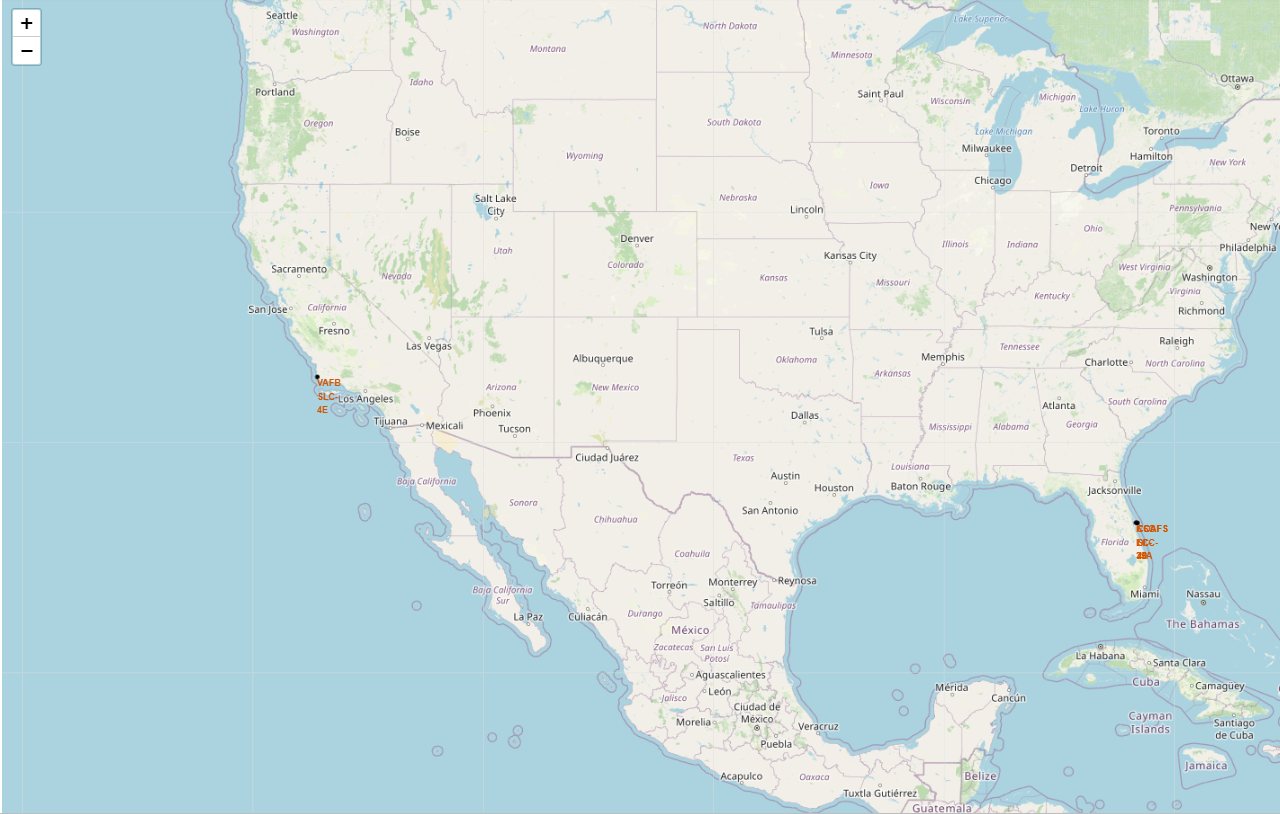 +
−
Seattle
Washington
Montana
North Dakota
Lake Superior
Minnesota
Ottawa
Portland
Idaho
Saint Paul
Wisconsin
Michigan
Lake Huron
Oregon
Boise
South Dakota
Lake Michigan
Toronto
Milwaukee
Hamilton
Wyoming
Detroit
New York
Chicago
Iowa
Salt Lake
City
Nebraska
Lincoln
Pennsylvania
Ohio
New Y
Denver
Utah
Illinois
Indiana
Philadelphia
Kansas City
Colorado
Sacramento
Nevada
Kansas
Missouri
West Virginia
Washington
Virginia
Kentucky
San Jose
California
Richmond
Fresno
Tulsa
Las Vegas
Raleigh
Tennessee
Albuquerque
Oklahoma
Memphis
Charlotte
North Carolina
Arkansas
VAFB
SLC-
4E
Los Angeles
Arizona
New Mexico
South Carolina
Atlanta
Phoenix
Dallas
Tijuana
Mexicali
Tucson
Mississippi
Alabama
Georgia
Ciudad Juárez
Texas
Louisiana
Austin
Baja California
Houston
Baton Rouge
Jacksonville
Sonora
San Antonio
Chihuahua
Florida
Coahuila
Torreón
Monterrey
Reynosa
Baja California
Sur
Saltillo
Tamaulipas
Miami
Nassau
La Paz
Culiacán
Durango
The Bahamas
México
Zacatecas
San Luis
Potosí
La Habana
Santa Clara
Aguascalientes
Cuba
Camagüey
León
Jalisco
Mérida
Cancún
Ciudad de
México
Morelia
Veracruz
Cayman
Islands
Santiago
de Cuba
Puebla
Jamaica
Acapulco
Oaxaca
Belize
Tuxtla Gutiérrez
Guatemala